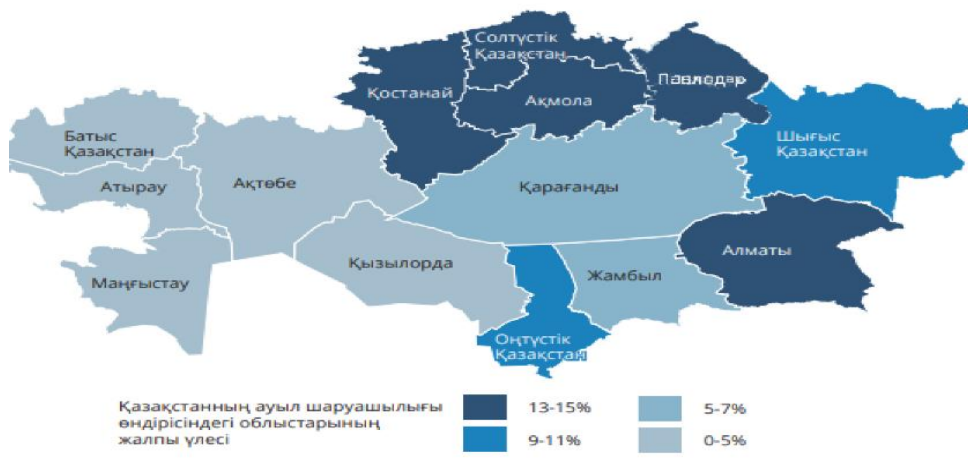 Солтүстік
Қазақстан
Қостанай
Ақмола
Шығыс
Қазақстан
Батыс
Қазақстан
Атырау
Ақтөбе
Қарағанды
Алматы
Маңғыстау
Қызылорда
Жамбыл
Оңтүстік
Қазақстан
Қазақстанның ауыл шаруашылығы
өндірісіндегі облыстарының
жалпы үлесі
13-15%
5-7%
9-11%
0-5%